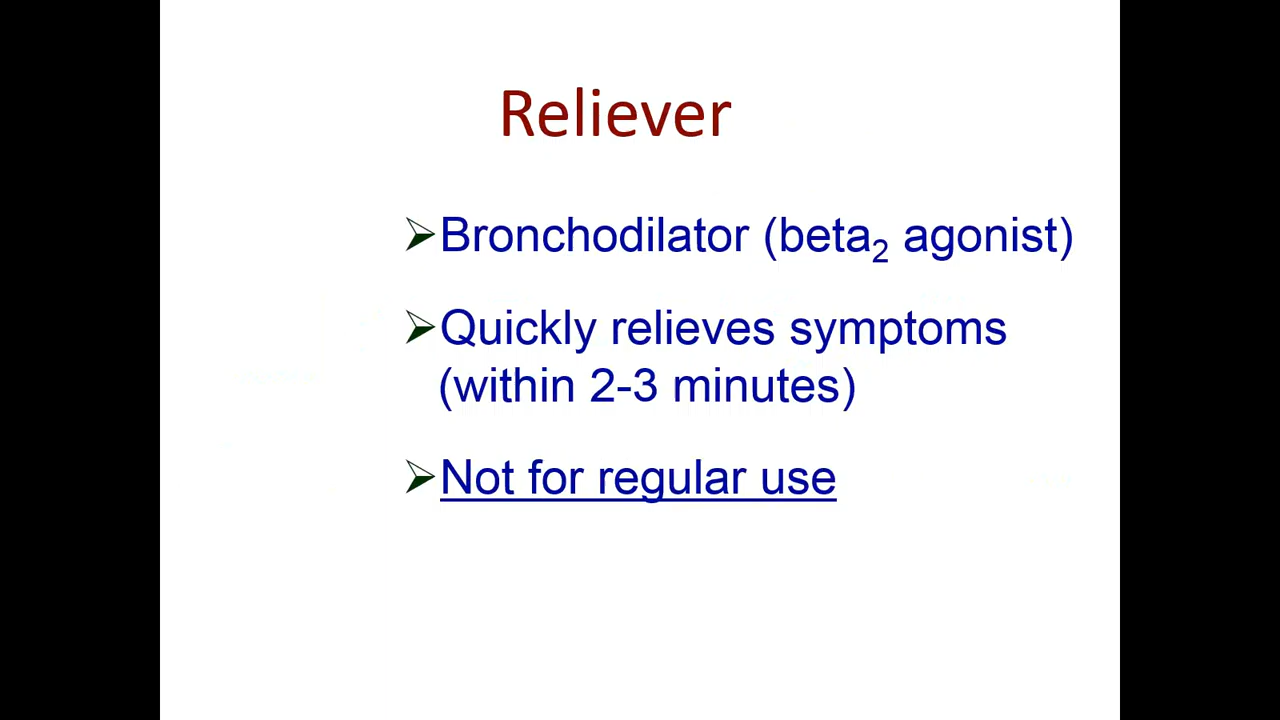 Reliever
➢Bronchodilator (beta₂ agonist)
➢Quickly relieves symptoms
(within 2-3 minutes)
➢Not for regular use